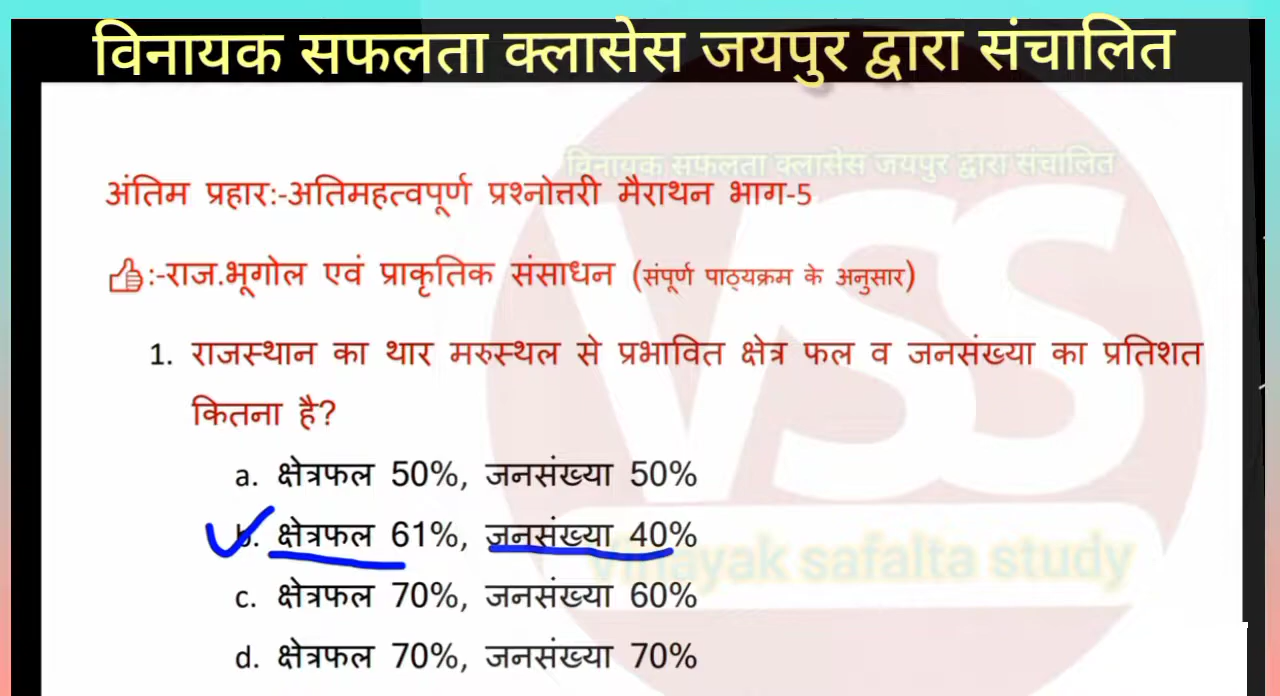 विनायक सफलता क्लासेस जयपुर द्वारा संचालित
विनायक सफलता क्लासेस जयपुर द्वारा संचालित
अंतिम प्रहार:-अतिमहत्वपूर्ण प्रश्नोतरी मैराथन भाग-5
:-राज.भूगोल एवं प्राकृतिक संसाधन (संपूर्ण पाठ्यक्रम के अनुसार)
1. राजस्थान का थार मरुस्थल से प्रभावित क्षेत्र फल व जनसंख्या का प्रतिशत
कितना है?
a. क्षेत्रफल 50%, जनसंख्या 50%
b. क्षेत्रफल 61%, जनसंख्या 40%
c. क्षेत्रफल 70%, जनसंख्या 60%
d. क्षेत्रफल 70%, जनसंख्या 70%
VSS
Vinayak safalta study